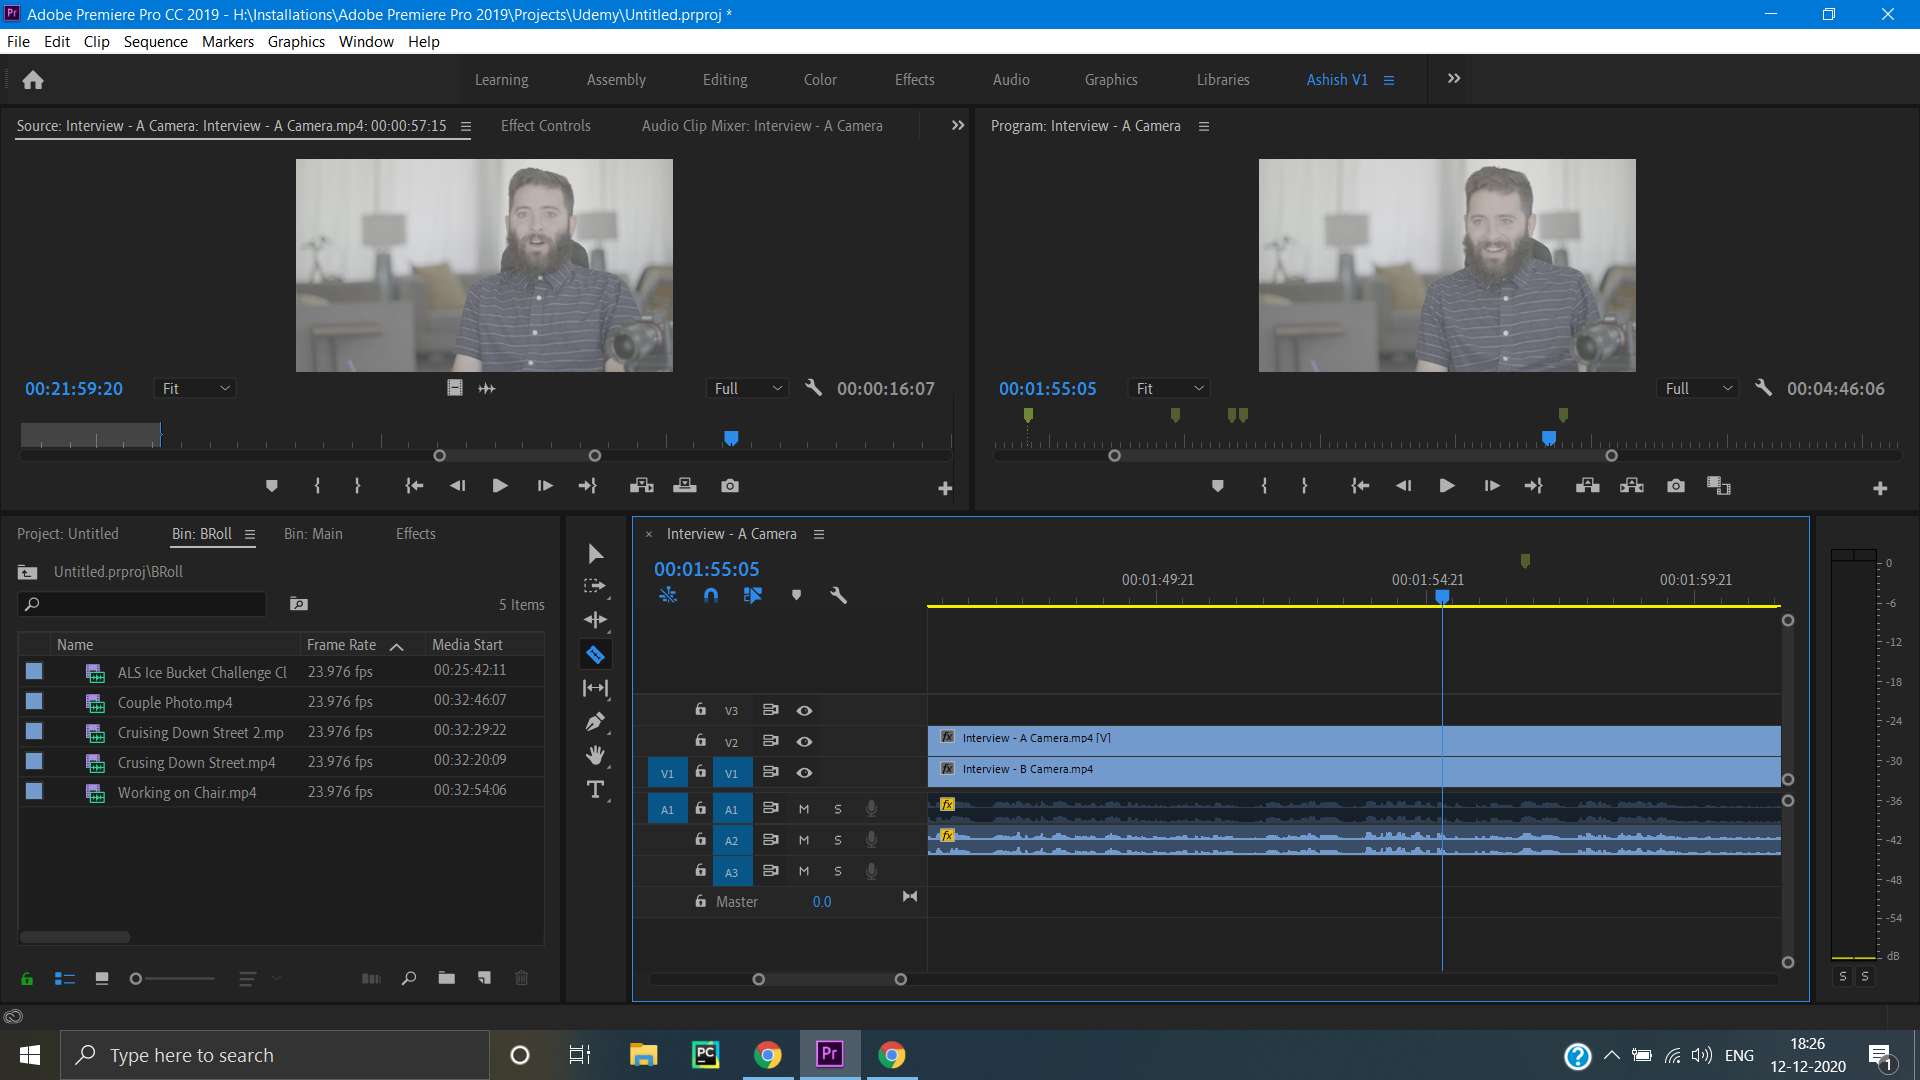 Pr Adobe Premiere Pro CC 2019 - H:\Installations\Adobe Premiere Pro 2019\Projects\Udemy\Untitled.prproj *
File Edit Clip Sequence Markers Graphics Window Help
Learning Assembly Editing Color Effects Audio Graphics Libraries Ashish V1
Source: Interview - A Camera: Interview - A Camera.mp4: 00:00:57:15 Effect Controls Audio Clip Mixer: Interview - A Camera
Program: Interview - A Camera
00:21:59:20 Fit Full 00:00:16:07
00:01:55:05 Fit Full 00:04:46:06
Project: Untitled Bin: BRoll Bin: Main Effects
Untitled.prproj\BRoll
5 Items
Name Frame Rate Media Start
ALS Ice Bucket Challenge Cl 23.976 fps 00:25:42:11
Couple Photo.mp4 23.976 fps 00:32:46:07
Cruising Down Street 2.mp 23.976 fps 00:32:29:22
Crusing Down Street.mp4 23.976 fps 00:32:20:09
Working on Chair.mp4 23.976 fps 00:32:54:06
T
× Interview - A Camera
00:01:55:05
00:01:49:21 00:01:54:21 00:01:59:21
V3
V2 fx Interview - A Camera.mp4 [V]
V1 V1 fx Interview - B Camera.mp4
A1 A1 M S fx
A2 M S fx
A3 M S
Master 0.0
0
-6
-12
-18
-24
-30
-36
-42
-48
-54
dB
S S
Type here to search
PC
Pr
ENG
18:26
12-12-2020
1